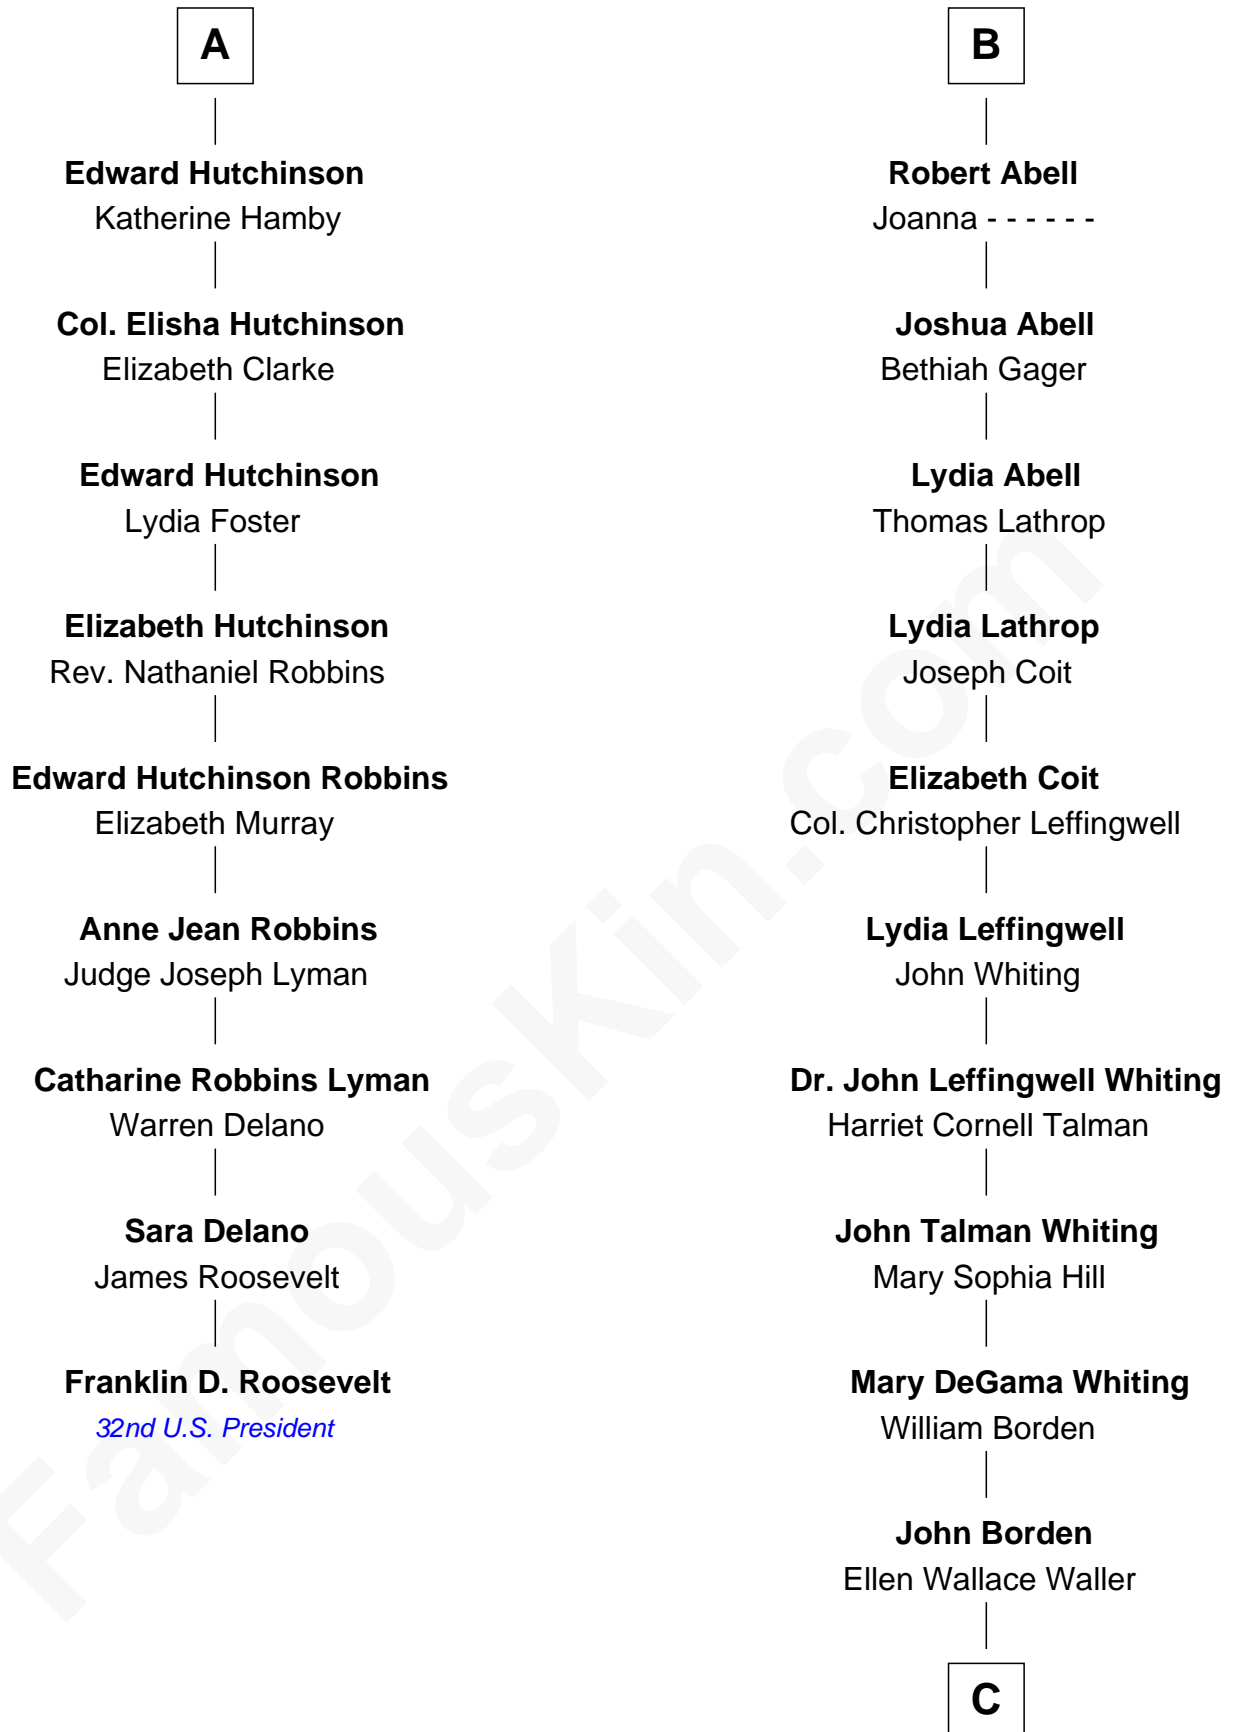 A
Edward Hutchinson
Katherine Hamby
Col. Elisha Hutchinson
Elizabeth Clarke
Edward Hutchinson
Lydia Foster
Elizabeth Hutchinson
Rev. Nathaniel Robbins
Edward Hutchinson Robbins
Elizabeth Murray
Anne Jean Robbins
Judge Joseph Lyman
Catharine Robbins Lyman
Warren Delano
Sara Delano
James Roosevelt
Franklin D. Roosevelt
32nd U.S. President
B
Robert Abell
Joanna - - - - - -
Joshua Abell
Bethiah Gager
Lydia Abell
Thomas Lathrop
Lydia Lathrop
Joseph Coit
Elizabeth Coit
Col. Christopher Leffingwell
Lydia Leffingwell
John Whiting
Dr. John Leffingwell Whiting
Harriet Cornell Talman
John Talman Whiting
Mary Sophia Hill
Mary DeGama Whiting
William Borden
John Borden
Ellen Wallace Waller
C
FamousKin.com